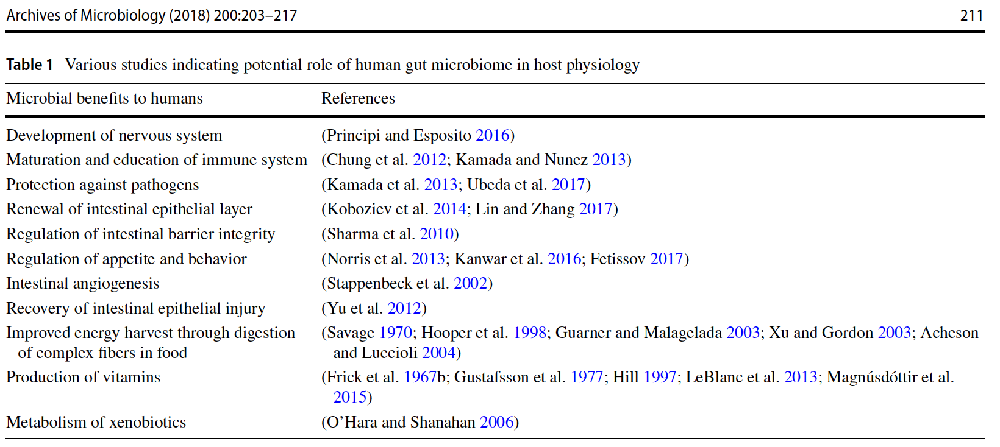 Archives of Microbiology (2018) 200:203–217 211
Table 1 Various studies indicating potential role of human gut microbiome in host physiology
Microbial benefits to humans References
Development of nervous system (Principi and Esposito 2016)
Maturation and education of immune system (Chung et al. 2012; Kamada and Nunez 2013)
Protection against pathogens (Kamada et al. 2013; Ubeda et al. 2017)
Renewal of intestinal epithelial layer (Koboziev et al. 2014; Lin and Zhang 2017)
Regulation of intestinal barrier integrity (Sharma et al. 2010)
Regulation of appetite and behavior (Norris et al. 2013; Kanwar et al. 2016; Fetissov 2017)
Intestinal angiogenesis (Stappenbeck et al. 2002)
Recovery of intestinal epithelial injury (Yu et al. 2012)
Improved energy harvest through digestion (Savage 1970; Hooper et al. 1998; Guarner and Malagelada 2003; Xu and Gordon 2003; Acheson
of complex fibers in food and Luccioli 2004)
Production of vitamins (Frick et al. 1967b; Gustafsson et al. 1977; Hill 1997; LeBlanc et al. 2013; Magnúsdóttir et al.
2015)
Metabolism of xenobiotics (O’Hara and Shanahan 2006)